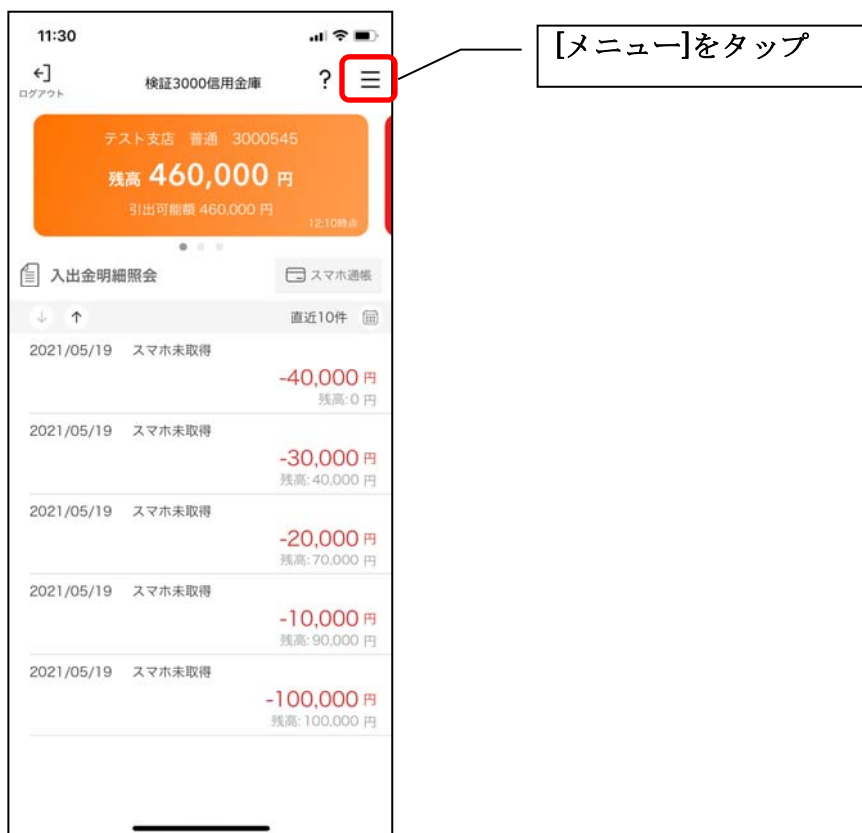 11:30
[メニュー]をタップ
ログアウト
検証3000信用金庫
?
テスト支店 普通 3000545
残高 460,000 円
引出可能額 460,000 円
12:10時点
入出金明細照会
スマホ通帳
↓ ↑
直近10件
2021/05/19 スマホ未取得
-40,000 円
残高:0 円
2021/05/19 スマホ未取得
-30,000 円
残高:40,000 円
2021/05/19 スマホ未取得
-20,000 円
残高:70,000 円
2021/05/19 スマホ未取得
-10,000 円
残高:90,000 円
2021/05/19 スマホ未取得
-100,000 円
残高:100,000 円